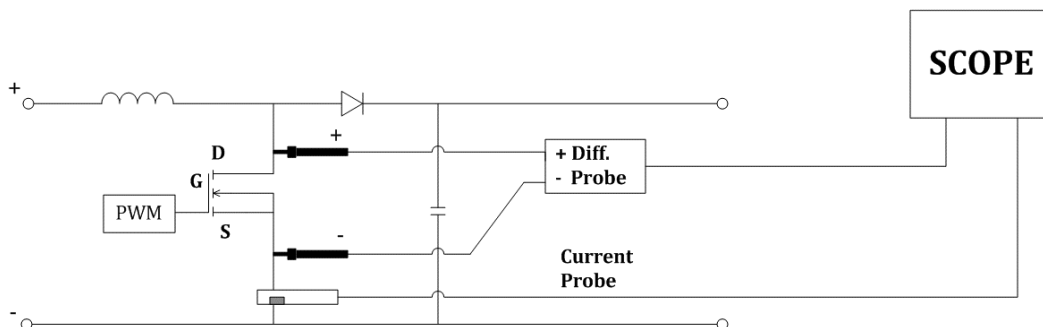 SCOPE
+
+
D
+ Diff.
G
- Probe
PWM
S
-
Current
Probe
-